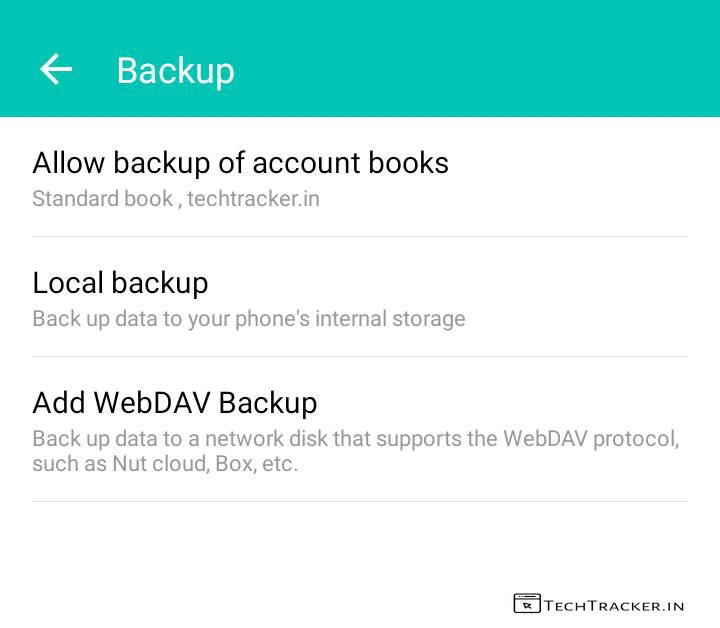 Backup
Allow backup of account books
Standard book , techtracker.in
Local backup
Back up data to your phone's internal storage
Add WebDAV Backup
Back up data to a network disk that supports the WebDAV protocol,
such as Nut cloud, Box, etc.
TECHTRACKER.IN